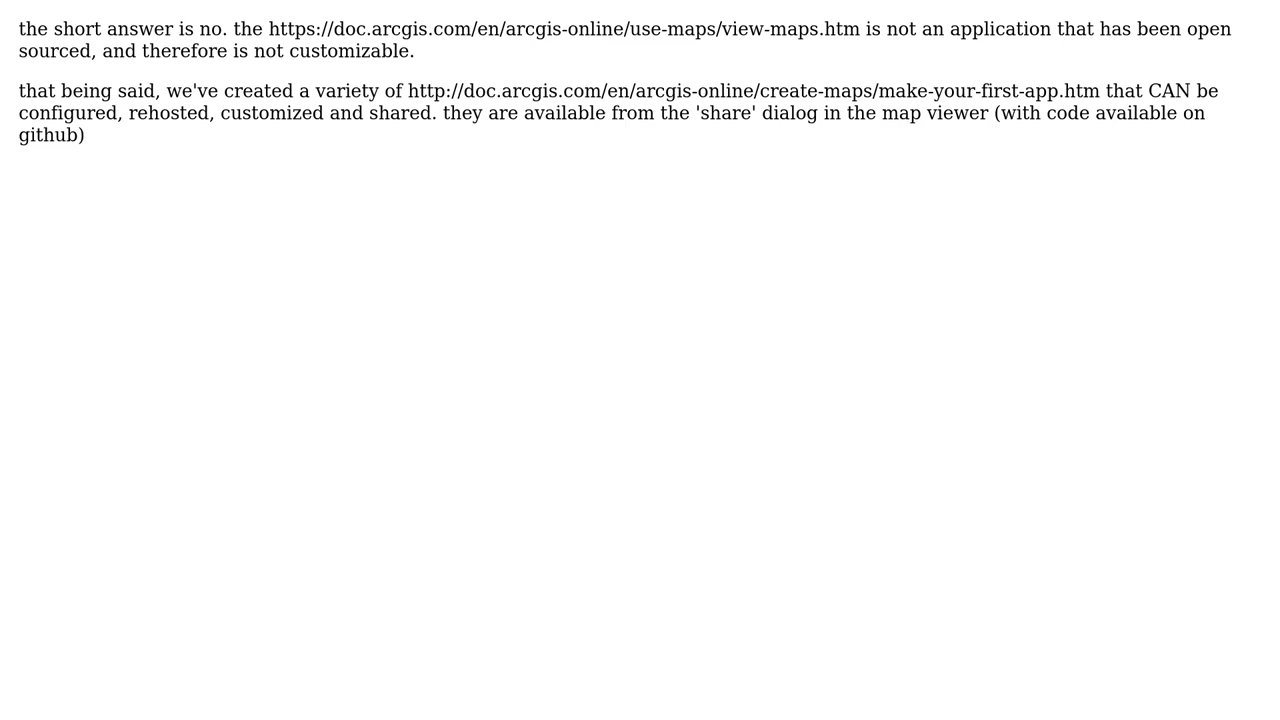 the short answer is no. the https://doc.arcgis.com/en/arcgis-online/use-maps/view-maps.htm is not an application that has been open
sourced, and therefore is not customizable.
that being said, we've created a variety of http://doc.arcgis.com/en/arcgis-online/create-maps/make-your-first-app.htm that CAN be
configured, rehosted, customized and shared. they are available from the 'share' dialog in the map viewer (with code available on
github)